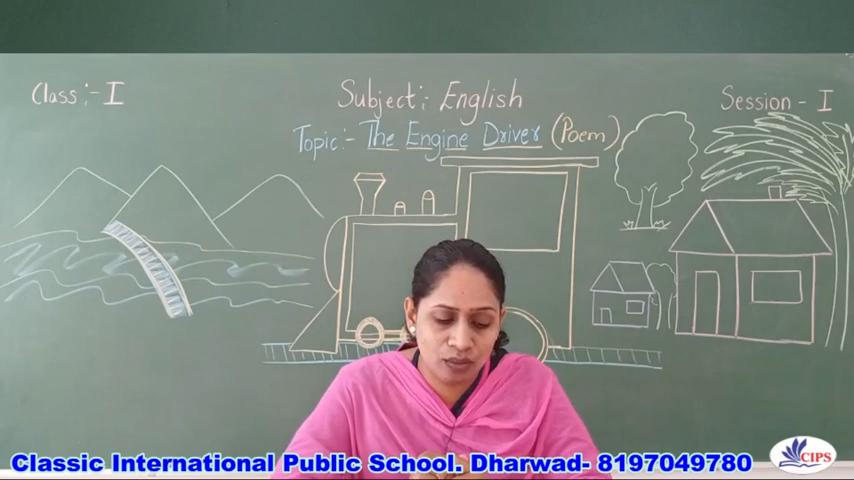 Class :- I
Subject: English
Session - I
Topic:- The Engine Driver (Poem)
Classic International Public School. Dharwad- 8197049780
CIPS